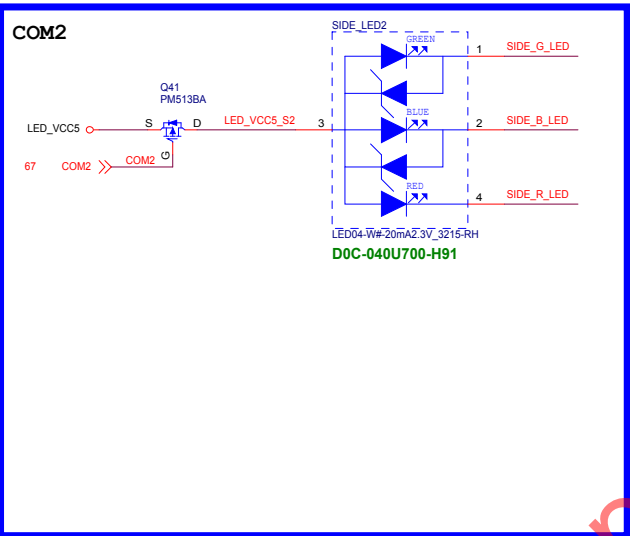 COM2
SIDE_LED2
GREEN
1 SIDE_G_LED
Q41
PM513BA
BLUE
LED_VCC5 S D LED_VCC5_S2 3 2 SIDE_B_LED
67 COM2 COM2 G
RED
4 SIDE_R_LED
LED04-W#-20mA2.3V_3215-RH
D0C-040U700-H91